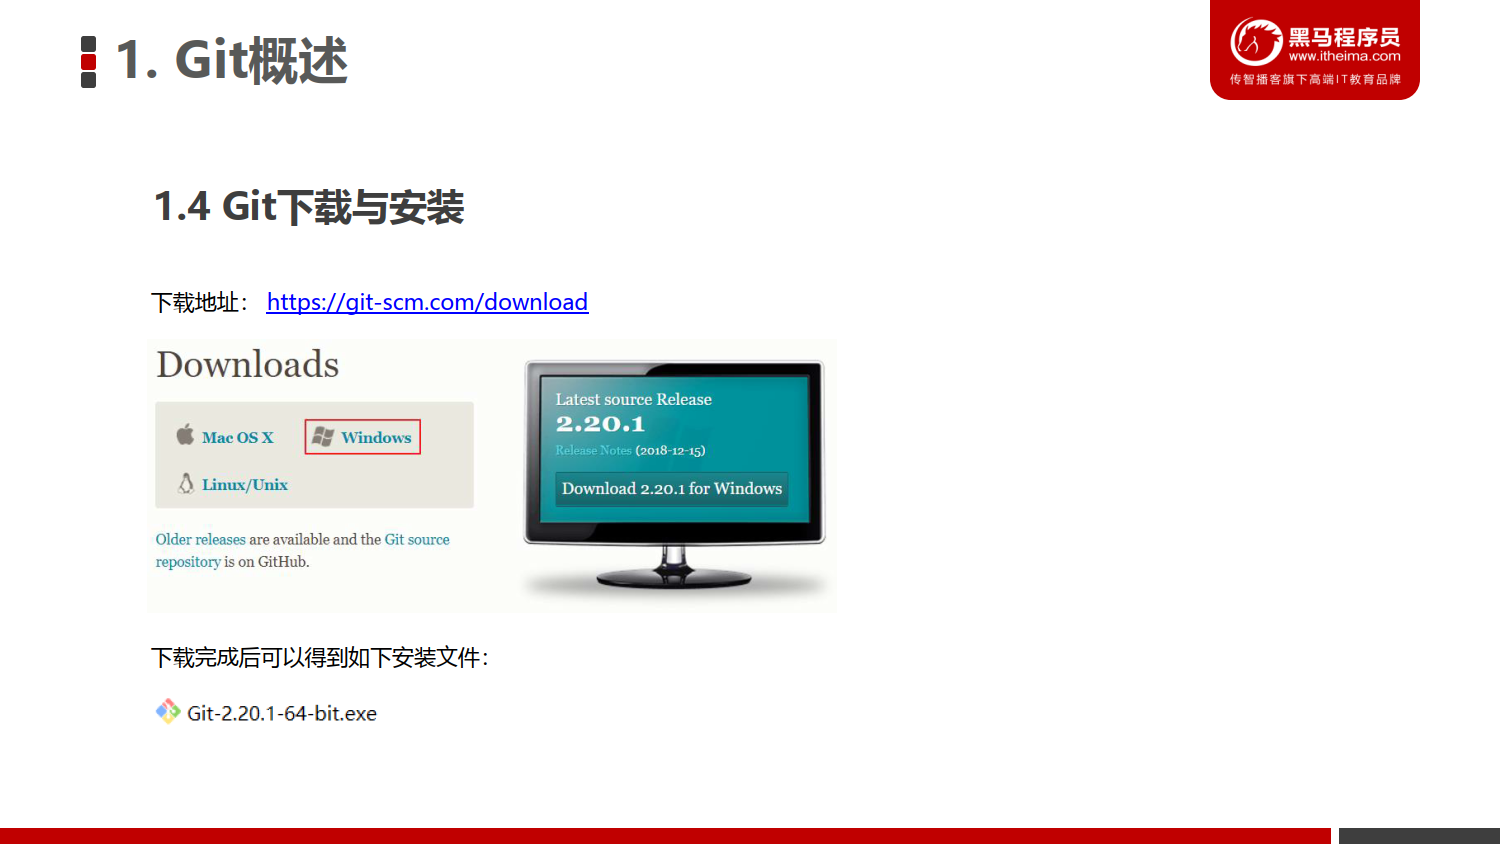 1. Git概述
黑马程序员
www.itheima.com
传智播客旗下高端IT教育品牌
1.4 Git下载与安装
下载地址： https://git-scm.com/download
Downloads
Mac OS X
Windows
Linux/Unix
Older releases are available and the Git source
repository is on GitHub.
Latest source Release
2.20.1
Release Notes (2018-12-15)
Download 2.20.1 for Windows
下载完成后可以得到如下安装文件：
Git-2.20.1-64-bit.exe